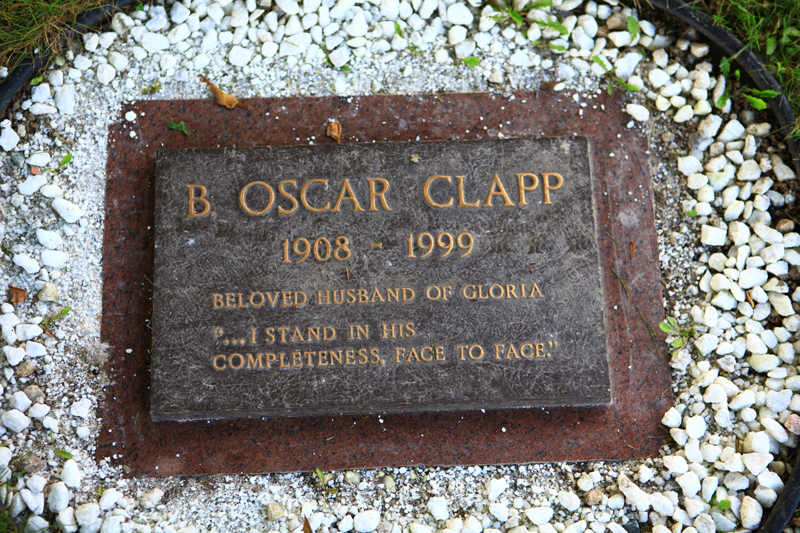 B. OSCAR CLAPP
1908 - 1999
BELOVED HUSBAND OF GLORIA
"...I STAND IN HIS
COMPLETENESS, FACE TO FACE."